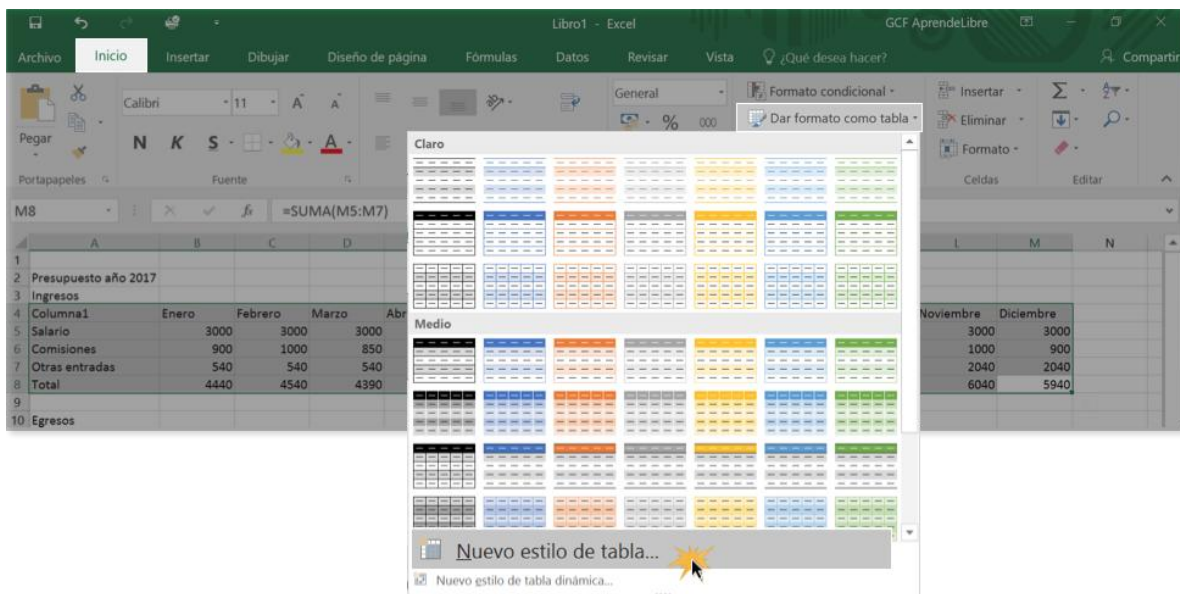 Libro1 - Excel
GCF AprendeLibre
Archivo Inicio Insertar Dibujar Diseño de página Fórmulas Datos Revisar Vista ¿Qué desea hacer? Compartir
Calibri 11 A A General Formato condicional Insertar
Pegar N K S A % 000 Dar formato como tabla Eliminar
Formato
Portapapeles Fuente Celdas Editar
M8 fx =SUMA(M5:M7)
A B C D L M N
1
2 Presupuesto año 2017
3 Ingresos
4 Columna1 Enero Febrero Marzo Abr Noviembre Diciembre
5 Salario 3000 3000 3000 3000 3000
6 Comisiones 900 1000 850 1000 900
7 Otras entradas 540 540 540 2040 2040
8 Total 4440 4540 4390 6040 5940
9
10 Egresos
Claro
Medio
Nuevo estilo de tabla...
Nuevo estilo de tabla dinámica...